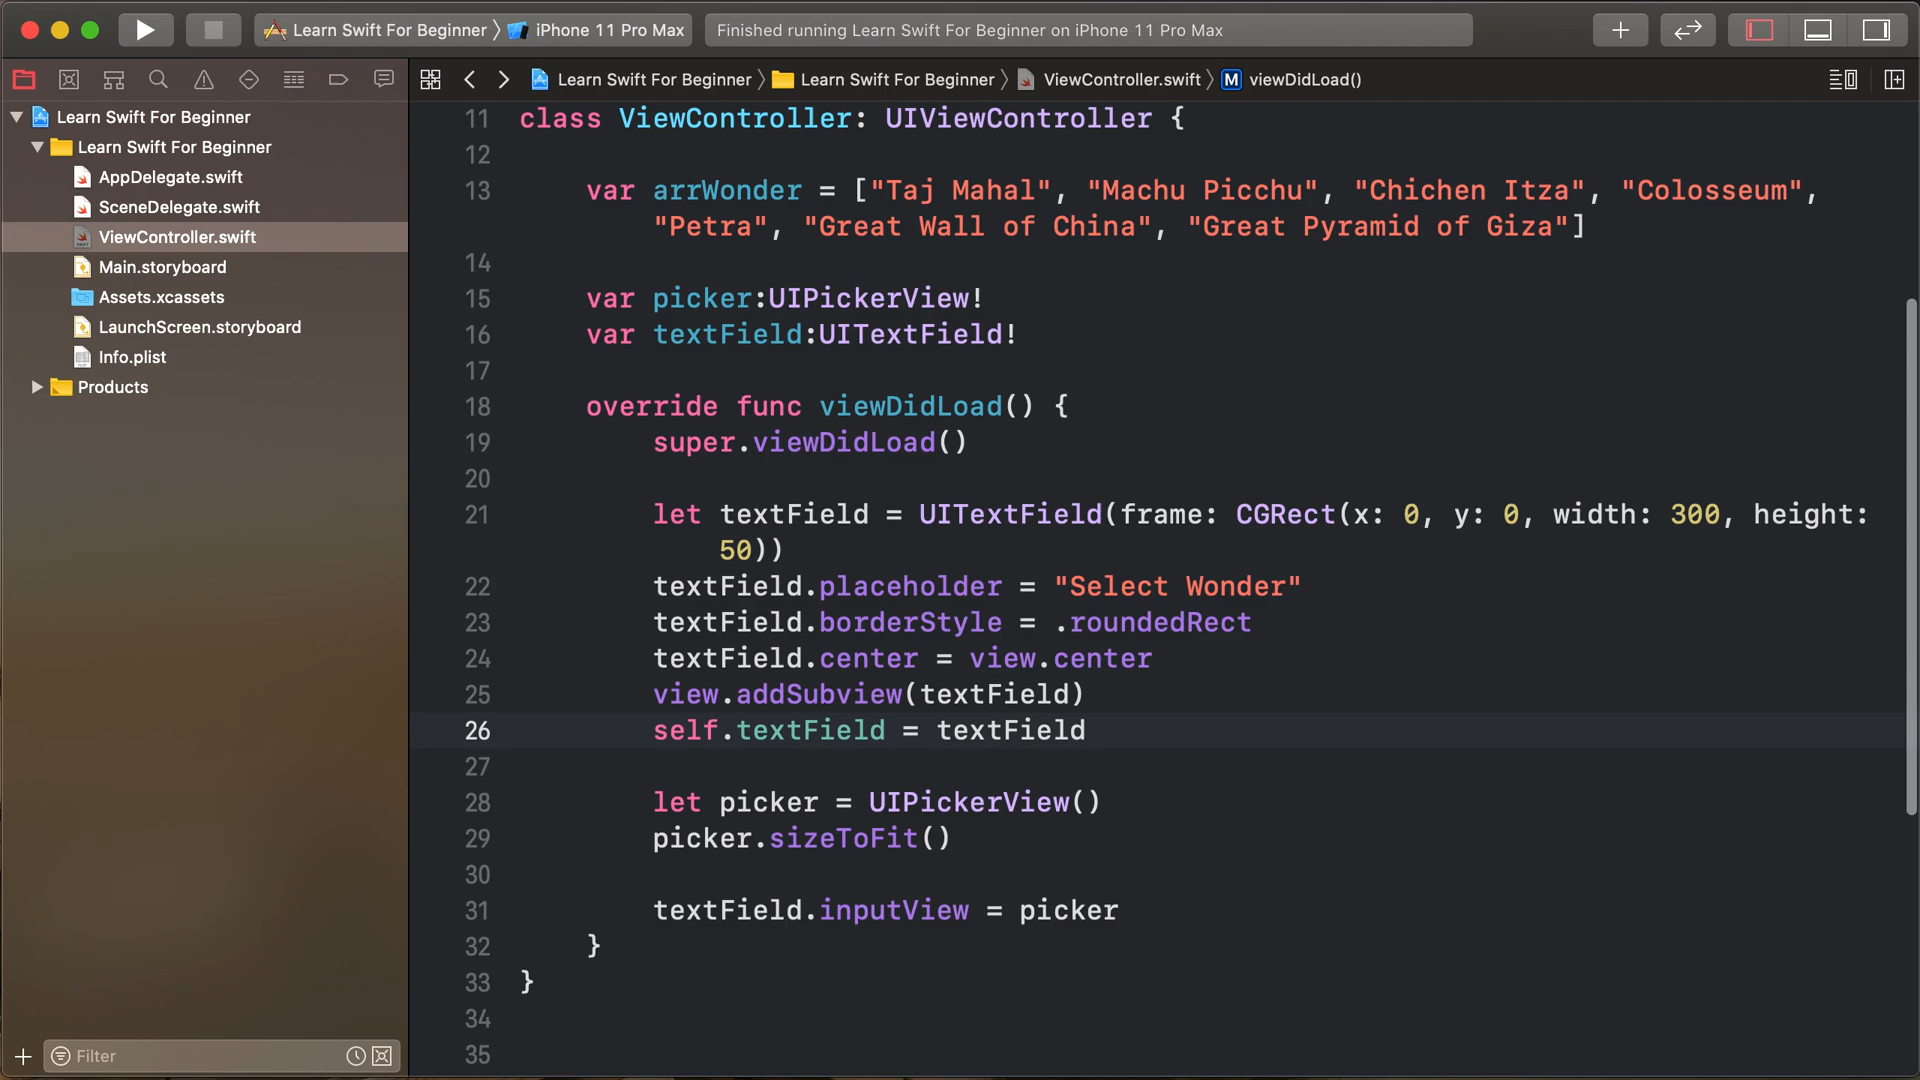 Learn Swift For Beginner
iPhone 11 Pro Max
Finished running Learn Swift For Beginner on iPhone 11 Pro Max
Learn Swift For Beginner
Learn Swift For Beginner
ViewController.swift
M viewDidLoad()
Learn Swift For Beginner
Learn Swift For Beginner
AppDelegate.swift
SceneDelegate.swift
ViewController.swift
Main.storyboard
Assets.xcassets
LaunchScreen.storyboard
Info.plist
Products
Filter
11 class ViewController: UIViewController {
12
13 var arrWonder = ["Taj Mahal", "Machu Picchu", "Chichen Itza", "Colosseum",
"Petra", "Great Wall of China", "Great Pyramid of Giza"]
14
15 var picker:UIPickerView!
16 var textField:UITextField!
17
18 override func viewDidLoad() {
19 super.viewDidLoad()
20
21 let textField = UITextField(frame: CGRect(x: 0, y: 0, width: 300, height:
50))
22 textField.placeholder = "Select Wonder"
23 textField.borderStyle = .roundedRect
24 textField.center = view.center
25 view.addSubview(textField)
26 self.textField = textField
27
28 let picker = UIPickerView()
29 picker.sizeToFit()
30
31 textField.inputView = picker
32 }
33 }
34
35